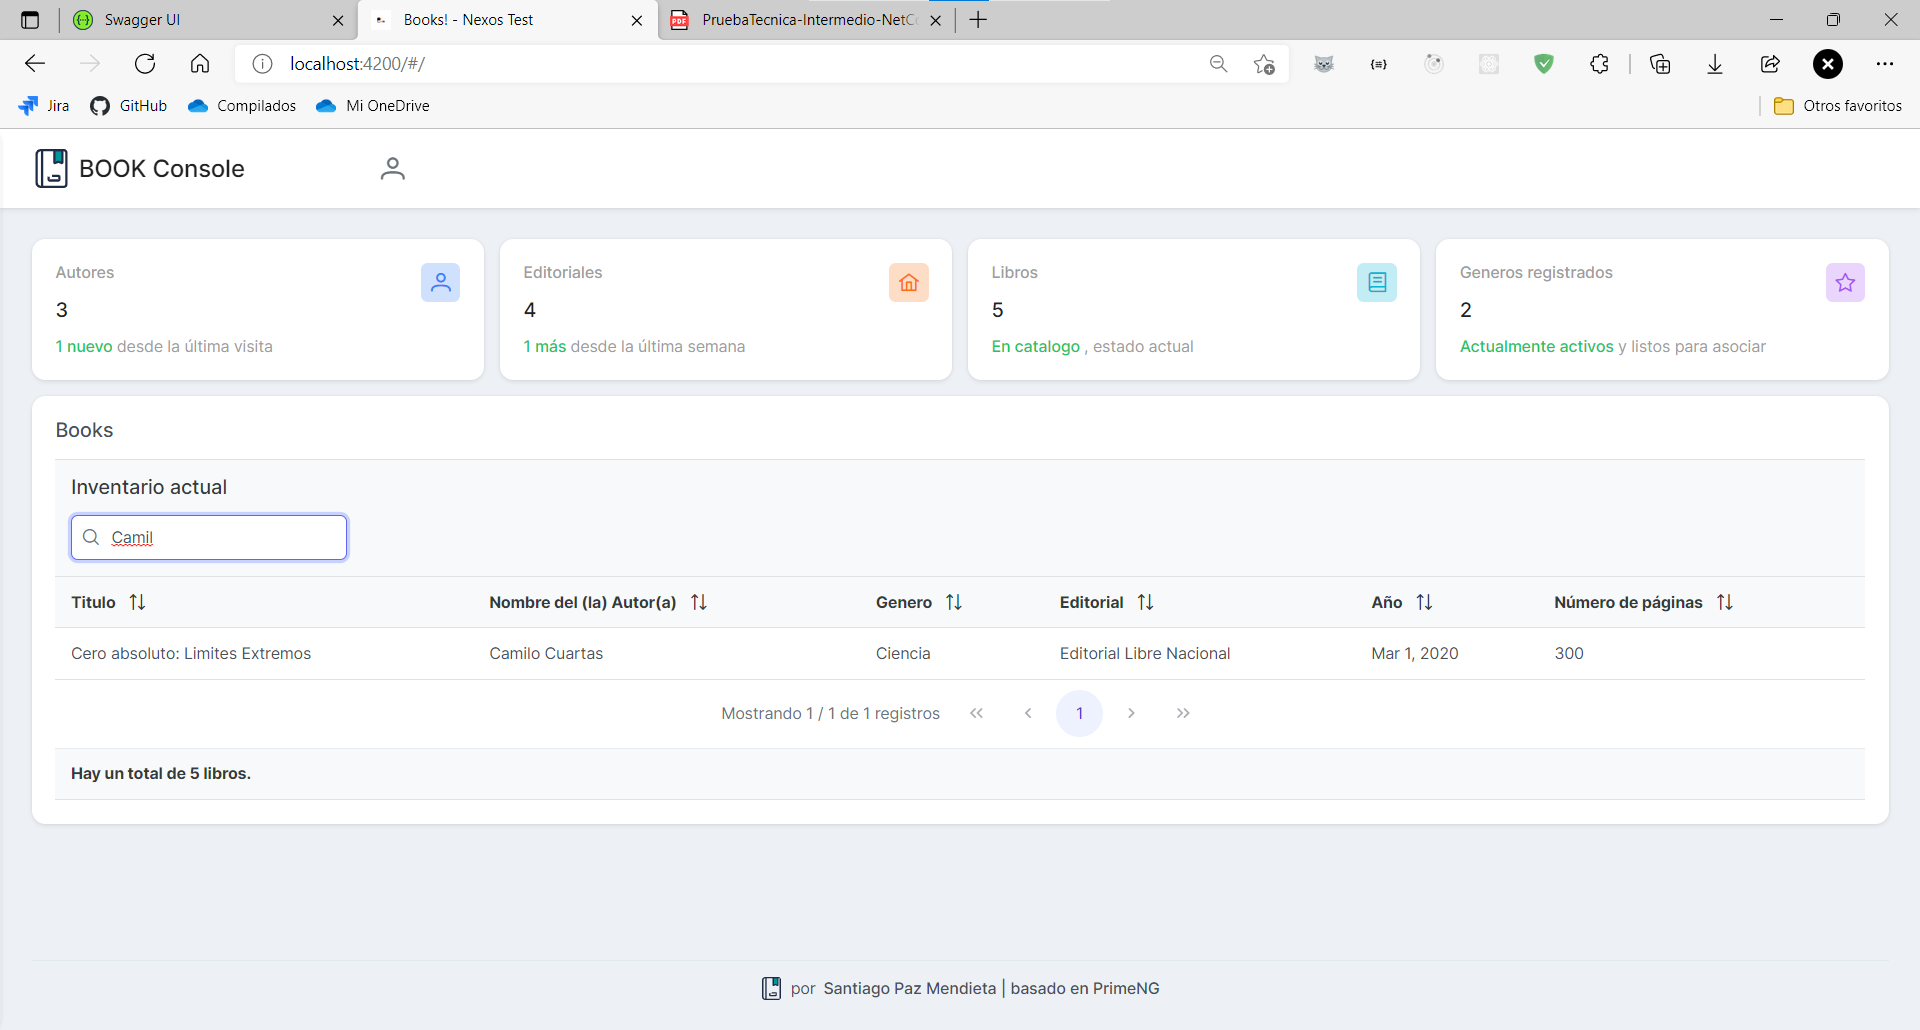 Swagger UI
Books! - Nexos Test
PDF PruebaTecnica-Intermedio-NetCo
localhost:4200/#/
Jira
GitHub
Compilados
Mi OneDrive
Otros favoritos
BOOK Console
Autores
3
1 nuevo desde la última visita
Editoriales
4
1 más desde la última semana
Libros
5
En catalogo , estado actual
Generos registrados
2
Actualmente activos y listos para asociar
Books
Inventario actual
Camil
Titulo Nombre del (la) Autor(a) Genero Editorial Año Número de páginas
Cero absoluto: Limites Extremos Camilo Cuartas Ciencia Editorial Libre Nacional Mar 1, 2020 300
Mostrando 1 / 1 de 1 registros « ‹ 1 › »
Hay un total de 5 libros.
por Santiago Paz Mendieta | basado en PrimeNG